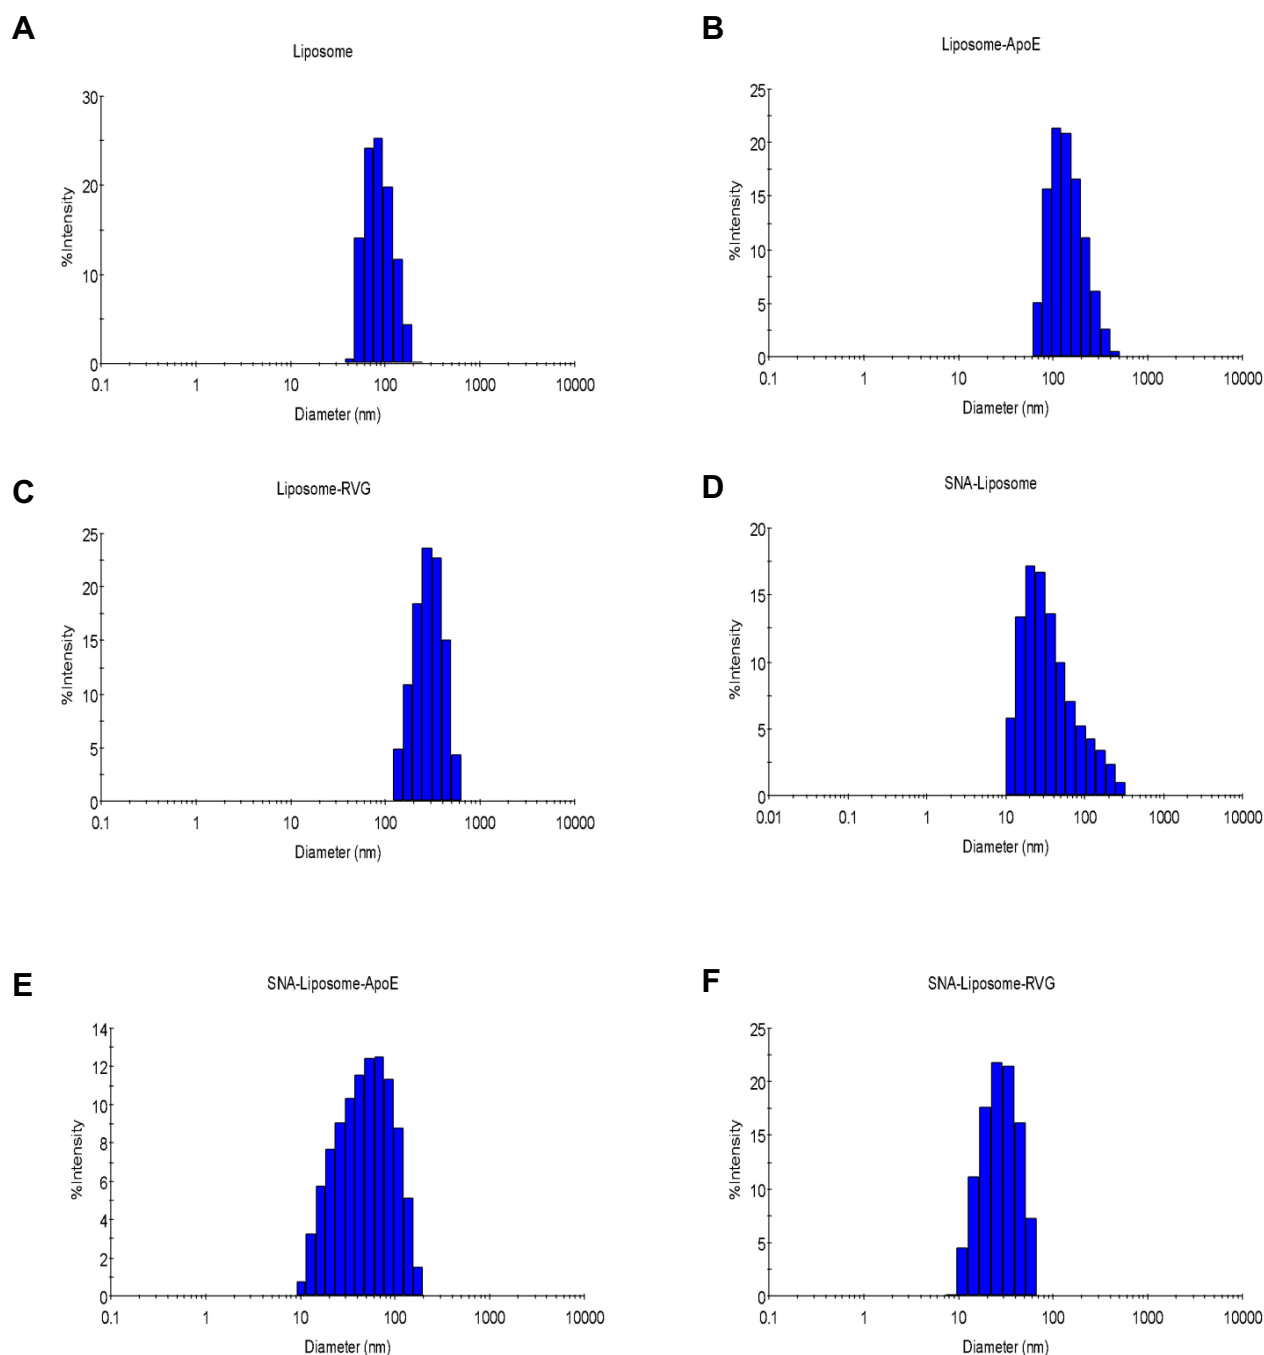 A
Liposome
30
20
10
0
%Intensity
0.1 1 10 100 1000 10000
Diameter (nm)
B
Liposome-ApoE
25
20
15
10
5
0
%Intensity
0.1 1 10 100 1000 10000
Diameter (nm)
C
Liposome-RVG
25
20
15
10
5
0
%Intensity
0.1 1 10 100 1000 10000
Diameter (nm)
D
SNA-Liposome
20
15
10
5
0
%Intensity
0.01 0.1 1 10 100 1000 10000
Diameter (nm)
E
SNA-Liposome-ApoE
14
12
10
8
6
4
2
0
%Intensity
0.1 1 10 100 1000 10000
Diameter (nm)
F
SNA-Liposome-RVG
25
20
15
10
5
0
%Intensity
0.1 1 10 100 1000 10000
Diameter (nm)